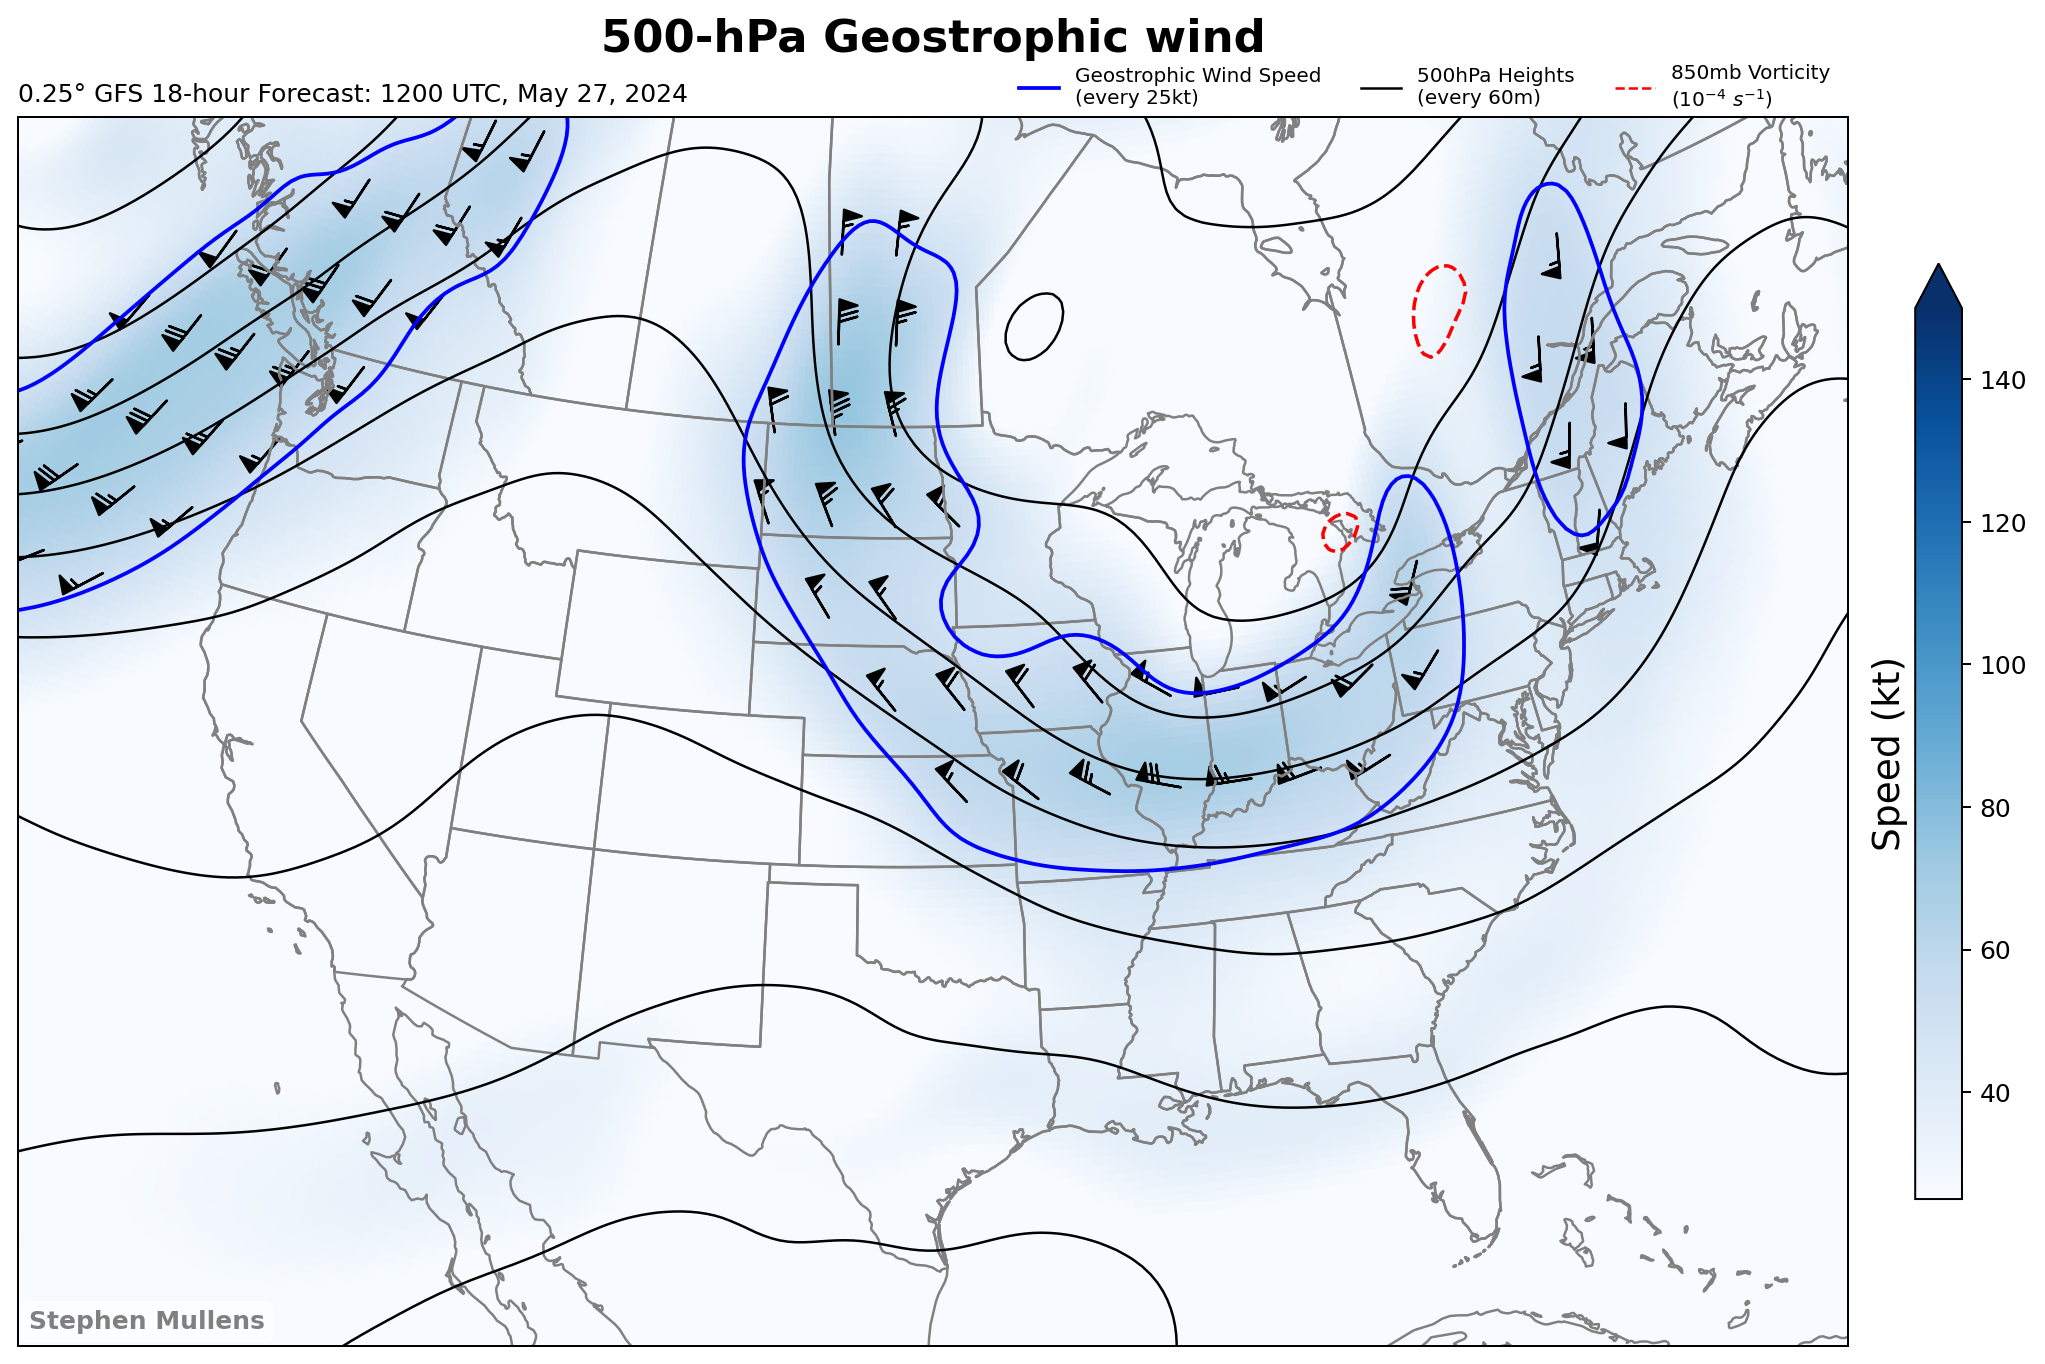 500-hPa Geostrophic wind
0.25° GFS 18-hour Forecast: 1200 UTC, May 27, 2024
Geostrophic Wind Speed
(every 25kt)
500hPa Heights
(every 60m)
850mb Vorticity
(10⁻⁴ s⁻¹)
140
120
100
80
60
40
Speed (kt)
Stephen Mullens